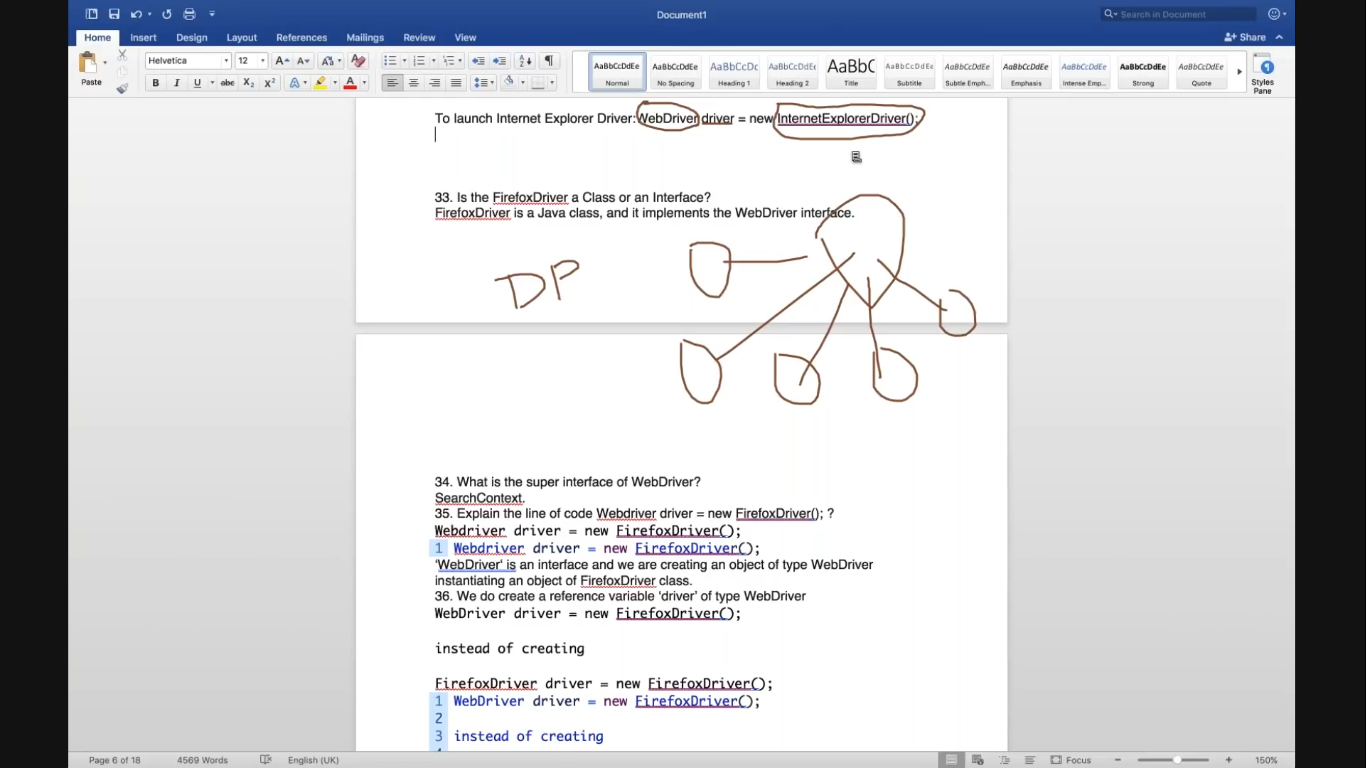 Document1
Search in Document
Home Insert Design Layout References Mailings Review View
Share
Paste
Helvetica 12
B I U abc X2 X2 A
AaBbCcDdEe AaBbCcDdEe AaBbCcDc AaBbCcDdEe AaBbC AaBbCcDdEe AaBbCcDdEe AaBbCcDdEe AaBbCcDdEe AaBbCcDdEe AaBbCcDdEe
Normal No Spacing Heading 1 Heading 2 Title Subtitle Subtle Emph... Emphasis Intense Emp... Strong Quote
Styles
Pane
To launch Internet Explorer Driver:WebDriver driver = new InternetExplorerDriver();
33. Is the FirefoxDriver a Class or an Interface?
FirefoxDriver is a Java class, and it implements the WebDriver interface.
DP
34. What is the super interface of WebDriver?
SearchContext.
35. Explain the line of code Webdriver driver = new FirefoxDriver(); ?
Webdriver driver = new FirefoxDriver();
1 Webdriver driver = new FirefoxDriver();
'WebDriver' is an interface and we are creating an object of type WebDriver
instantiating an object of FirefoxDriver class.
36. We do create a reference variable 'driver' of type WebDriver
WebDriver driver = new FirefoxDriver();
instead of creating
FirefoxDriver driver = new FirefoxDriver();
1 WebDriver driver = new FirefoxDriver();
2
3 instead of creating
Page 6 of 18 4569 Words English (UK) Focus 150%